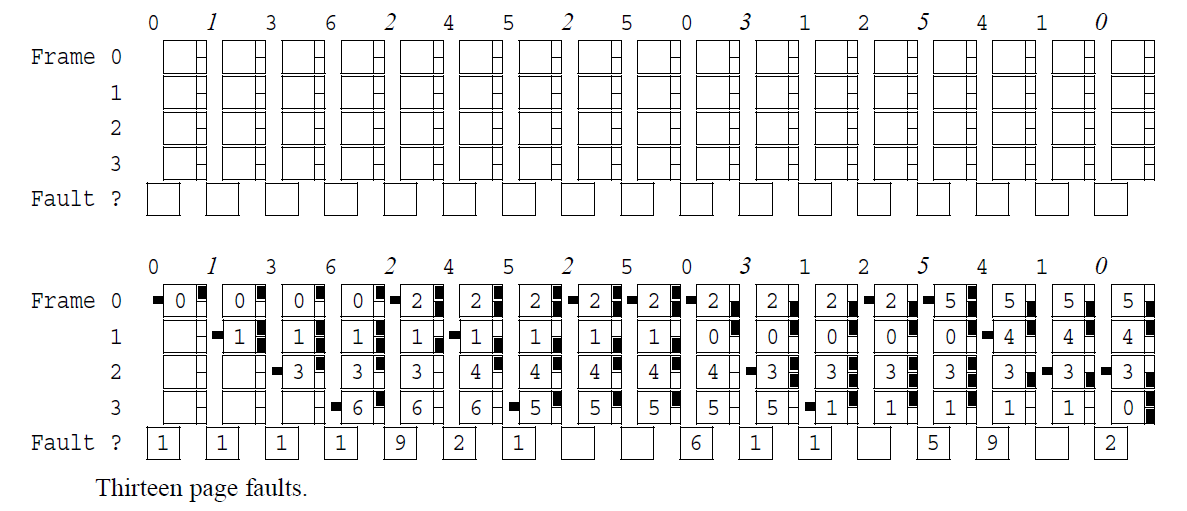 0 1 3 6 2 4 5 2 5 0 3 1 2 5 4 1 0
Frame 0
1
2
3
Fault ?
0 1 3 6 2 4 5 2 5 0 3 1 2 5 4 1 0
Frame 0 0 0 0 0 2 2 2 2 2 2 2 2 2 5 5 5 5
1 1 1 1 1 1 1 1 1 0 0 0 0 0 4 4 4
2 3 3 3 4 4 4 4 4 3 3 3 3 3 3 3
3 6 6 6 5 5 5 5 5 1 1 1 1 1 0
Fault ? 1 1 1 1 9 2 1 6 1 1 5 9 2
Thirteen page faults.